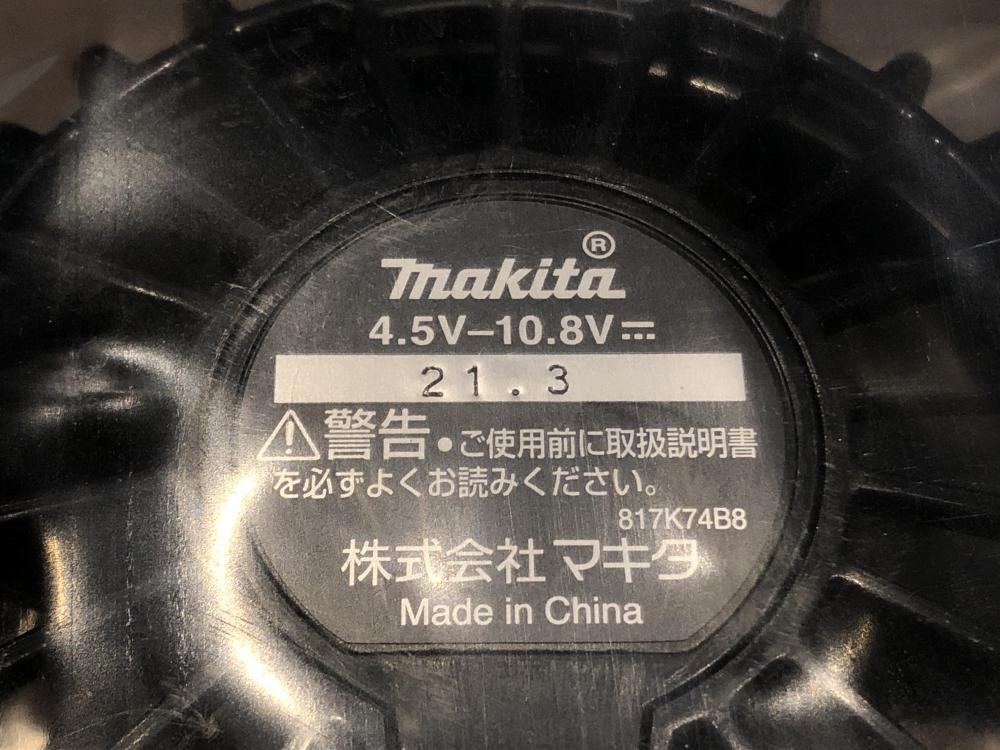 makita®
4.5V–10.8V⎓
21.3
⚠警告•ご使用前に取扱説明書
を必ずよくお読みください。
817K74B8
株式会社マキタ
Made in China